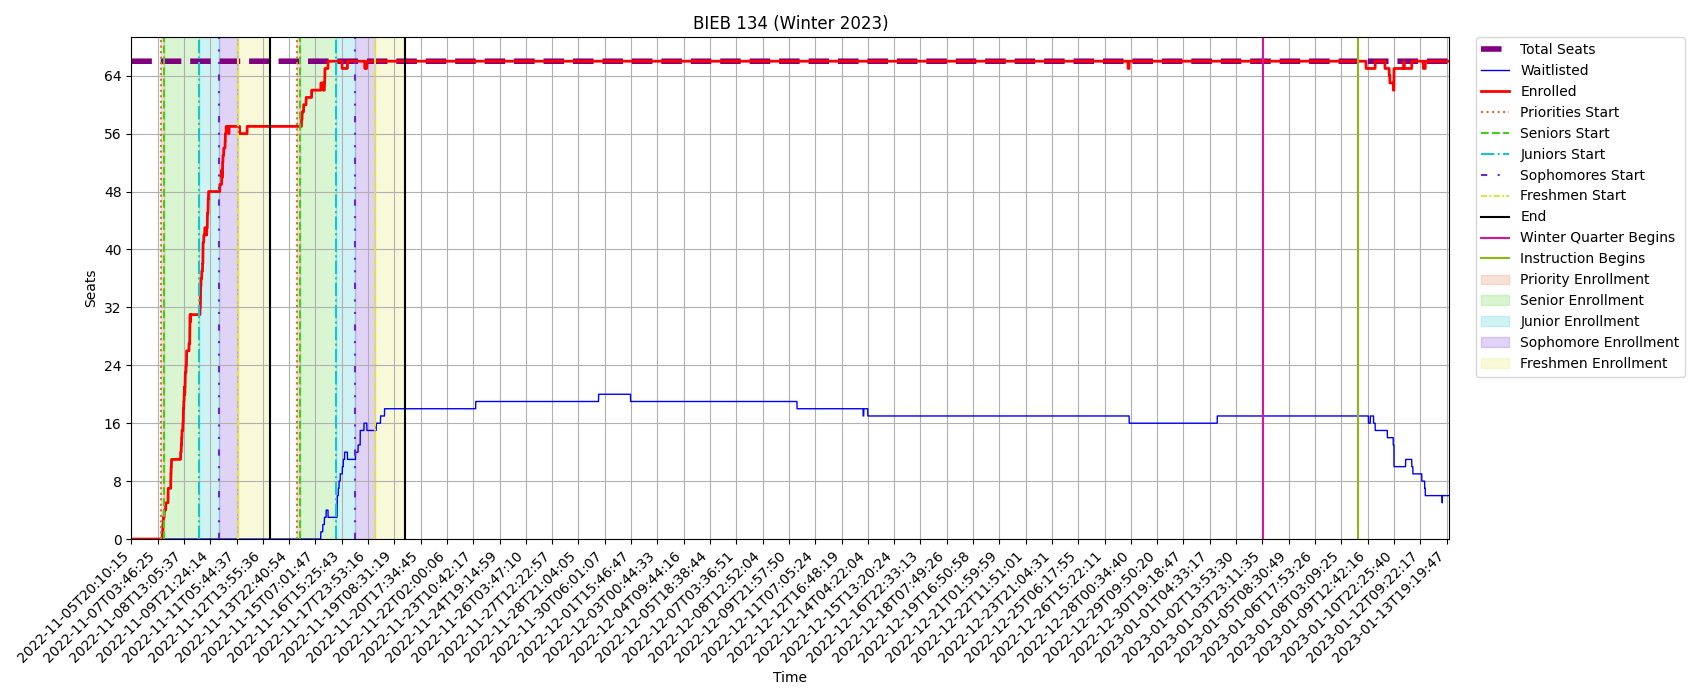 BIEB 134 (Winter 2023)
Seats
64
56
48
40
32
24
16
8
0
2022-11-05T20:10:15
2022-11-07T03:46:25
2022-11-08T13:05:37
2022-11-09T21:24:14
2022-11-11T05:44:37
2022-11-12T13:55:36
2022-11-13T22:40:54
2022-11-15T07:01:47
2022-11-16T15:25:43
2022-11-17T23:53:16
2022-11-19T08:31:19
2022-11-20T17:34:45
2022-11-22T02:00:06
2022-11-23T10:42:17
2022-11-24T19:14:59
2022-11-26T03:47:10
2022-11-27T12:22:57
2022-11-28T21:04:05
2022-11-30T06:01:07
2022-12-01T15:46:47
2022-12-03T00:44:33
2022-12-04T09:44:16
2022-12-05T18:38:44
2022-12-07T03:36:51
2022-12-08T12:52:04
2022-12-09T21:57:50
2022-12-11T07:05:24
2022-12-12T16:48:19
2022-12-14T04:22:04
2022-12-15T13:20:24
2022-12-16T22:33:13
2022-12-18T07:49:26
2022-12-19T16:50:58
2022-12-21T01:59:59
2022-12-22T11:51:01
2022-12-23T21:04:31
2022-12-25T06:17:55
2022-12-26T15:22:11
2022-12-28T00:34:40
2022-12-29T09:50:20
2022-12-30T19:18:47
2023-01-01T04:33:17
2023-01-02T13:53:30
2023-01-03T23:11:35
2023-01-05T08:30:49
2023-01-06T17:53:26
2023-01-08T03:09:25
2023-01-09T12:42:16
2023-01-10T22:25:40
2023-01-12T09:22:17
2023-01-13T19:19:47
Time
Total Seats
Waitlisted
Enrolled
Priorities Start
Seniors Start
Juniors Start
Sophomores Start
Freshmen Start
End
Winter Quarter Begins
Instruction Begins
Priority Enrollment
Senior Enrollment
Junior Enrollment
Sophomore Enrollment
Freshmen Enrollment